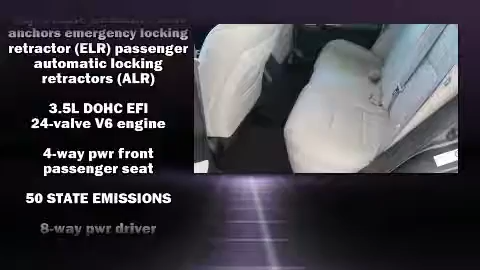 anchors emergency locking
retractor (ELR) passenger
automatic locking
retractors (ALR)
3.5L DOHC EFI
24-valve V6 engine
4-way pwr front
passenger seat
50 STATE EMISSIONS
8-way pwr driver